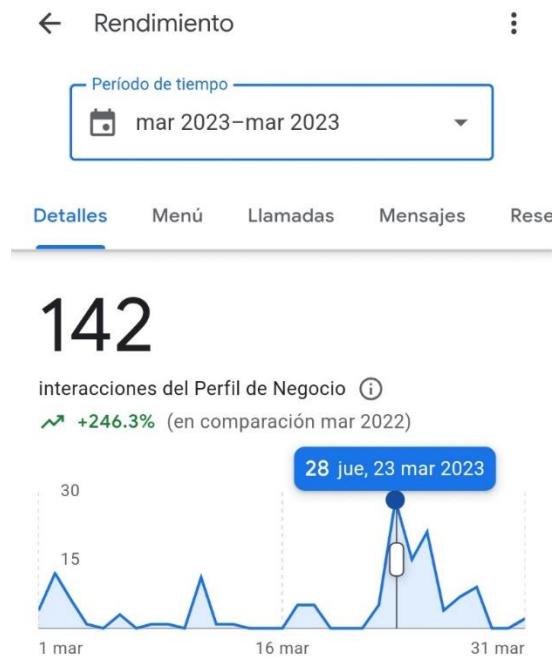 Rendimiento
Período de tiempo
mar 2023–mar 2023
Detalles Menú Llamadas Mensajes Rese
142
interacciones del Perfil de Negocio
+246.3% (en comparación mar 2022)
28 jue, 23 mar 2023
30
15
1 mar 16 mar 31 mar